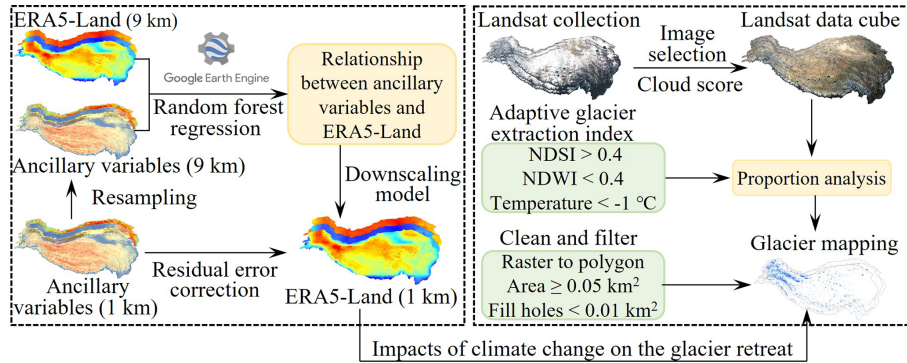 ERA5-Land (9 km)
Google Earth Engine
Random forest
regression
Ancillary variables (9 km)
Resampling
Ancillary
variables (1 km)
Residual error
correction
Relationship
between ancillary
variables and
ERA5-Land
Downscaling
model
ERA5-Land (1 km)
Landsat collection
Image
selection
Cloud score
Landsat data cube
Adaptive glacier
extraction index
NDSI > 0.4
NDWI < 0.4
Temperature < -1 °C
Proportion analysis
Clean and filter
Raster to polygon
Area ≥ 0.05 km²
Fill holes < 0.01 km²
Glacier mapping
Impacts of climate change on the glacier retreat